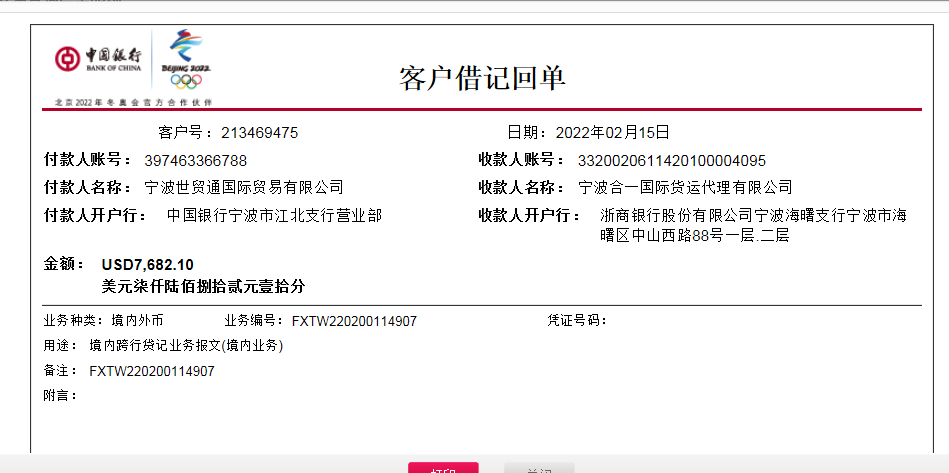 中国银行
BANK OF CHINA
BEIJING 2022
北京2022年冬奥会官方合作伙伴
客户借记回单
客户号：213469475 日期：2022年02月15日
付款人账号：397463366788 收款人账号：3320020611420100004095
付款人名称：宁波世贸通国际贸易有限公司 收款人名称：宁波合一国际货运代理有限公司
付款人开户行：中国银行宁波市江北支行营业部 收款人开户行：浙商银行股份有限公司宁波海曙支行宁波市海
曙区中山西路88号一层.二层
金额：USD7,682.10
美元柒仟陆佰捌拾贰元壹拾分
业务种类：境内外币 业务编号：FXTW220200114907 凭证号码：
用途：境内跨行贷记业务报文(境内业务)
备注：FXTW220200114907
附言：